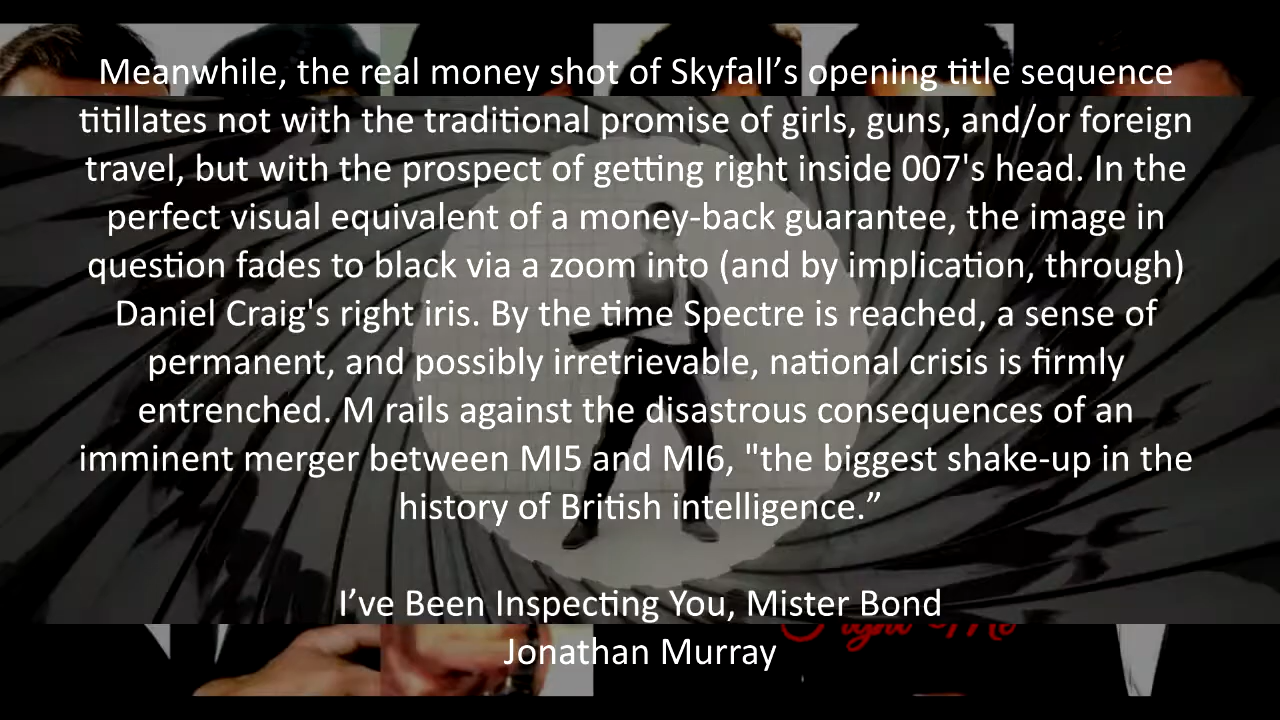 Meanwhile, the real money shot of Skyfall’s opening title sequence
titillates not with the traditional promise of girls, guns, and/or foreign
travel, but with the prospect of getting right inside 007's head. In the
perfect visual equivalent of a money-back guarantee, the image in
question fades to black via a zoom into (and by implication, through)
Daniel Craig's right iris. By the time Spectre is reached, a sense of
permanent, and possibly irretrievable, national crisis is firmly
entrenched. M rails against the disastrous consequences of an
imminent merger between MI5 and MI6, "the biggest shake-up in the
history of British intelligence.”
I’ve Been Inspecting You, Mister Bond
Jonathan Murray